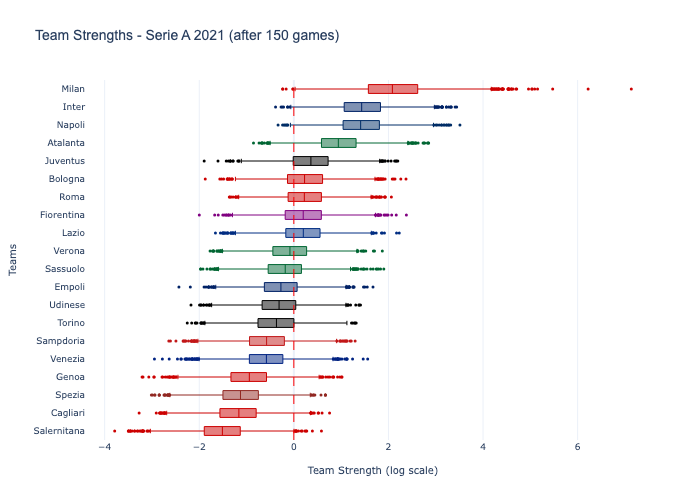 Team Strengths - Serie A 2021 (after 150 games)
Milan
Inter
Napoli
Atalanta
Juventus
Bologna
Roma
Fiorentina
Lazio
Verona
Sassuolo
Empoli
Udinese
Torino
Sampdoria
Venezia
Genoa
Spezia
Cagliari
Salernitana
Teams
−4
−2
0
2
4
6
Team Strength (log scale)